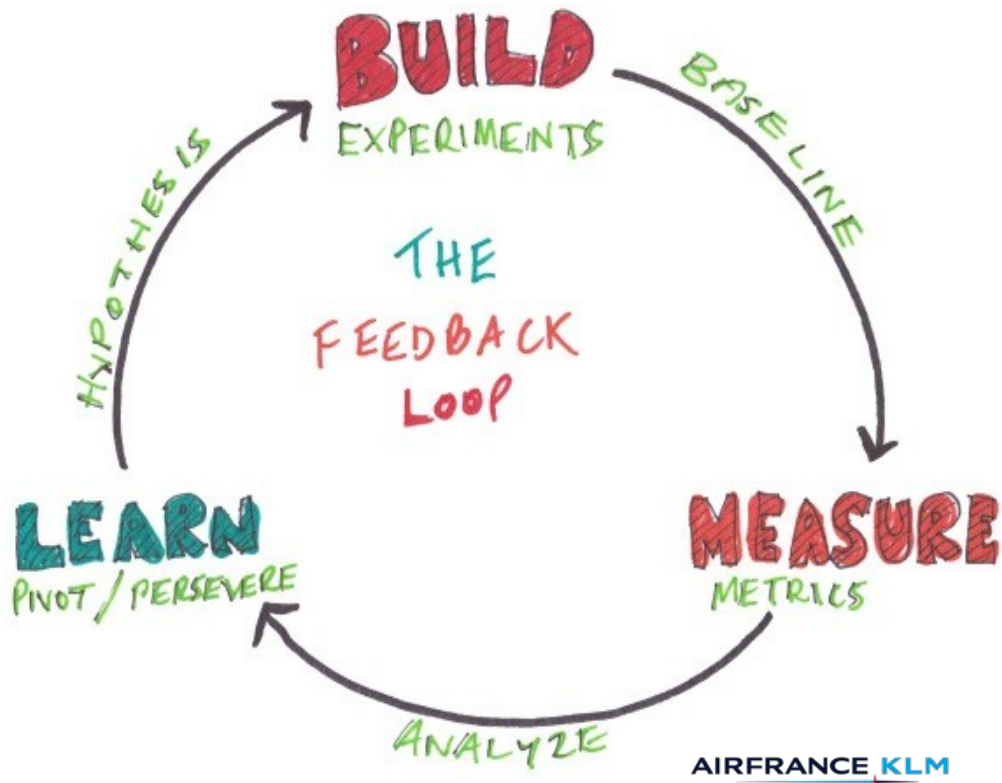 BUILD
EXPERIMENTS
BASELINE
HYPOTHESIS
THE
FEEDBACK
LOOP
LEARN
PIVOT/PERSEVERE
MEASURE
METRICS
ANALYZE
AIRFRANCE KLM